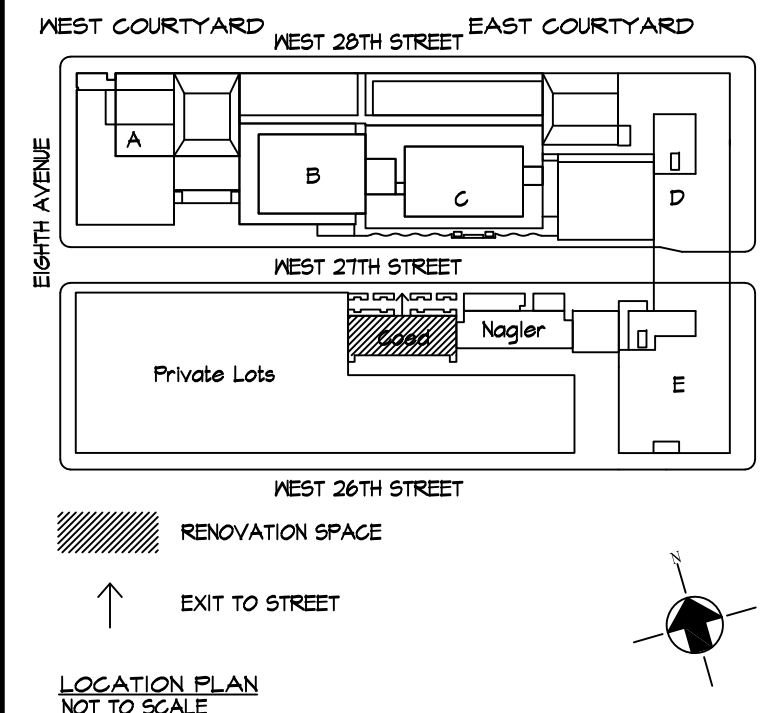 WEST COURTYARD
WEST 28TH STREET
EAST COURTYARD
EIGHTH AVENUE
A
B
C
D
WEST 27TH STREET
Coed
Nagler
Private Lots
E
WEST 26TH STREET
RENOVATION SPACE
EXIT TO STREET
N
LOCATION PLAN
NOT TO SCALE